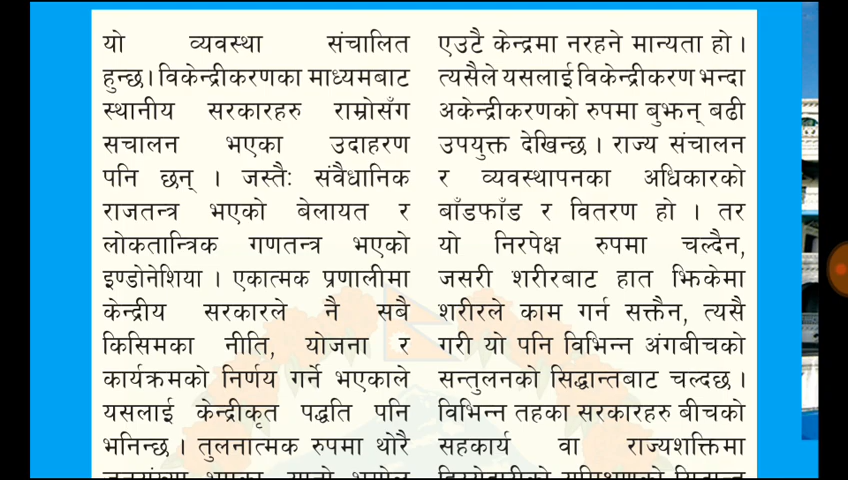 यो व्यवस्था संचालित
हुन्छ। विकेन्द्रीकरणका माध्यमबाट
स्थानीय सरकारहरु राम्रोसँग
सचालन भएका उदाहरण
पनि छन् । जस्तैः संवैधानिक
राजतन्त्र भएको बेलायत र
लोकतान्त्रिक गणतन्त्र भएको
इण्डोनेशिया । एकात्मक प्रणालीमा
केन्द्रीय सरकारले नै सबै
किसिमका नीति, योजना र
कार्यक्रमको निर्णय गर्ने भएकाले
यसलाई केन्द्रीकृत पद्धति पनि
भनिन्छ । तुलनात्मक रुपमा थोरै
एउटै केन्द्रमा नरहने मान्यता हो ।
त्यसैले यसलाई विकेन्द्रीकरण भन्दा
अकेन्द्रीकरणको रुपमा बुझ्न् बढी
उपयुक्त देखिन्छ । राज्य संचालन
र व्यवस्थापनका अधिकारको
बाँडफाँड र वितरण हो । तर
यो निरपेक्ष रुपमा चल्दैन,
जसरी शरीरबाट हात झिकेमा
शरीरले काम गर्न सक्तैन, त्यसै
गरी यो पनि विभिन्न अंगबीचको
सन्तुलनको सिद्धान्तबाट चल्दछ ।
विभिन्न तहका सरकारहरु बीचको
सहकार्य वा राज्यशक्तिमा